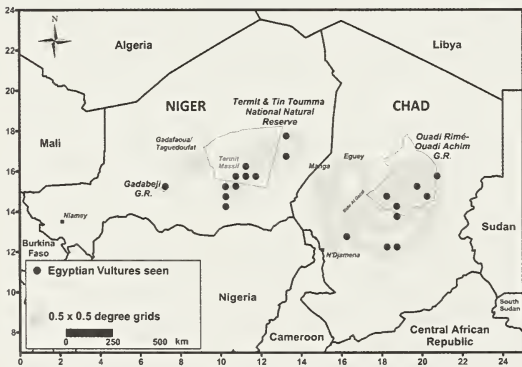 24
22
20
18
16
14
12
10
8
N
Algeria
Libya
NIGER
Termit & Tin Toumma
National Natural
Reserve
CHAD
Mali
Gadafaoua/
Taguedoufat
Termit
Massif
Manga
Eguey
Ouadi Rimé-
Ouadi Achim
G.R.
Gadabeji
G.R.
Niamey
Burkina
Faso
N'Djamena
Sudan
Egyptian Vultures seen
0.5 x 0.5 degree grids
0 250 500 km
Nigeria
Cameroon
Central African
Republic
South
Sudan
0 2 4 6 8 10 12 14 16 18 20 22 24